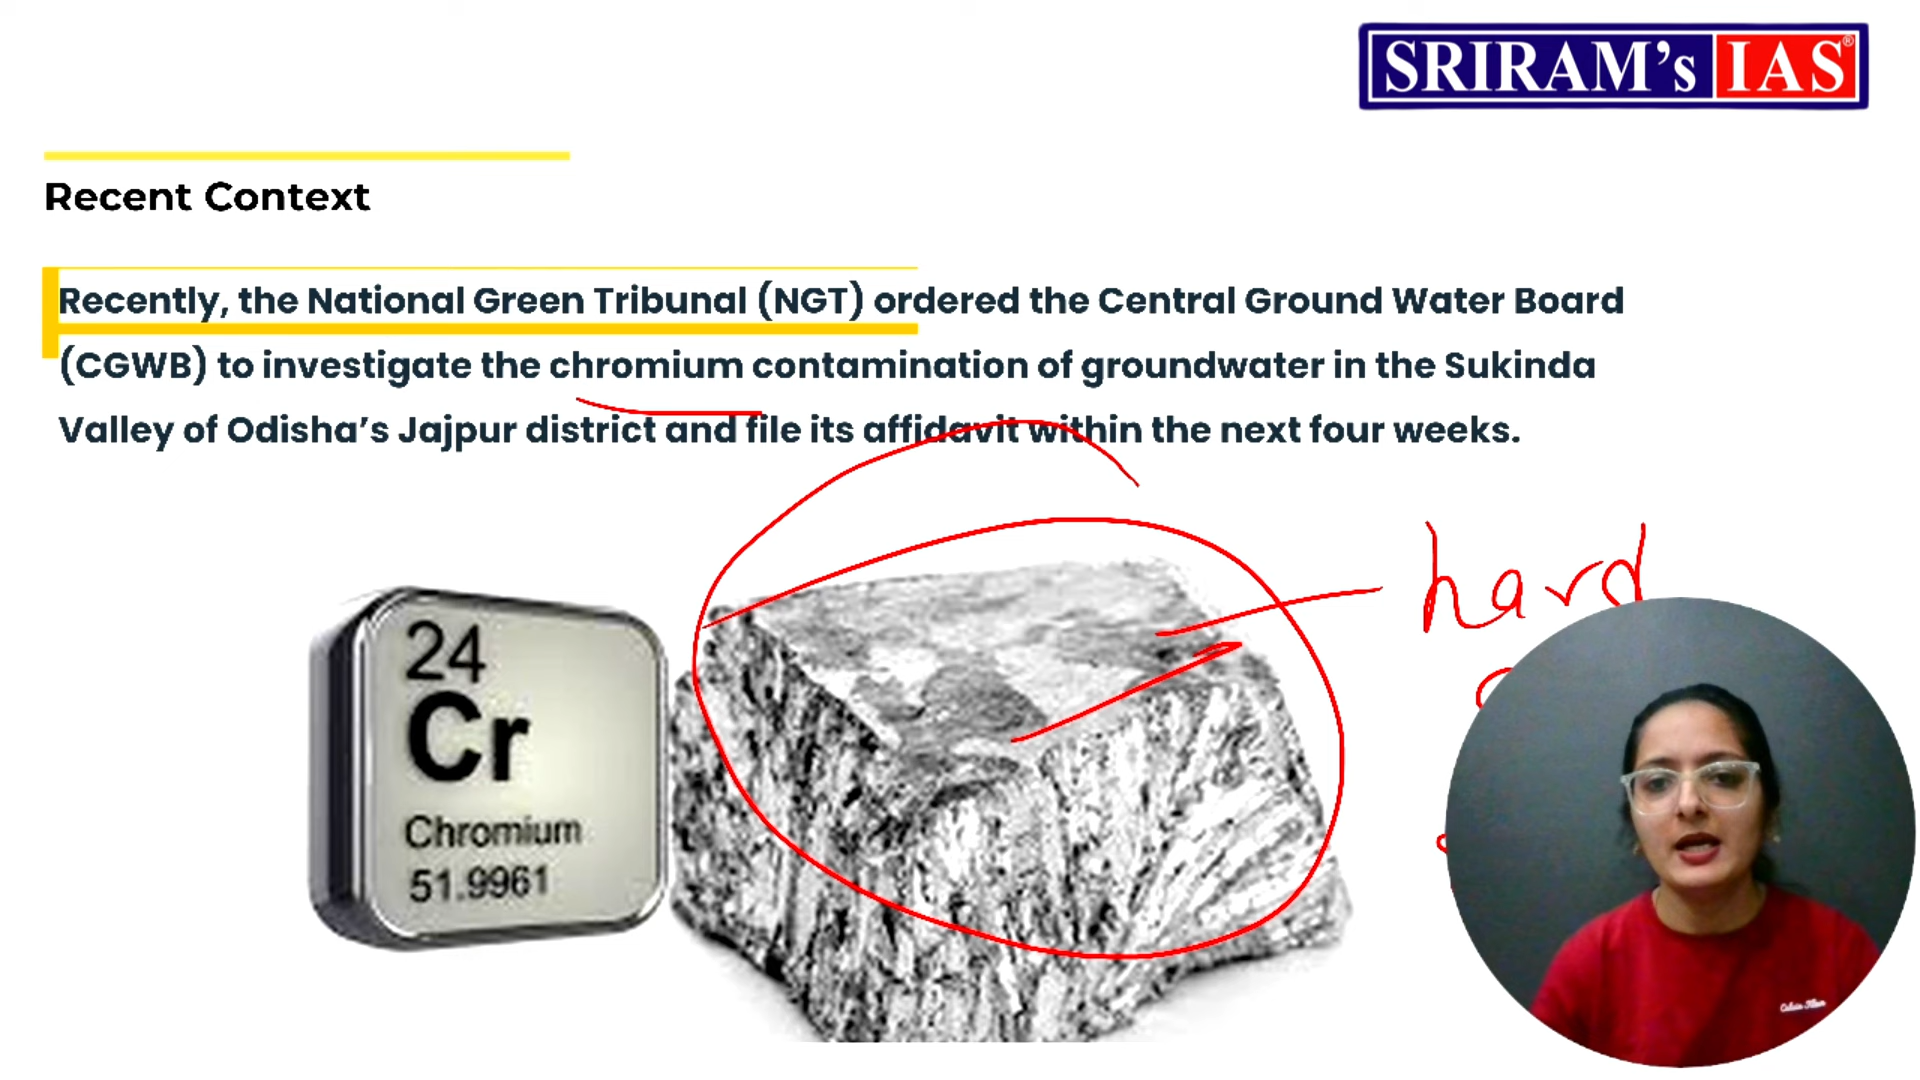 SRIRAM's IAS®
Recent Context
Recently, the National Green Tribunal (NGT) ordered the Central Ground Water Board
(CGWB) to investigate the chromium contamination of groundwater in the Sukinda
Valley of Odisha's Jajpur district and file its affidavit within the next four weeks.
hard
24
Cr
Chromium
51.9961